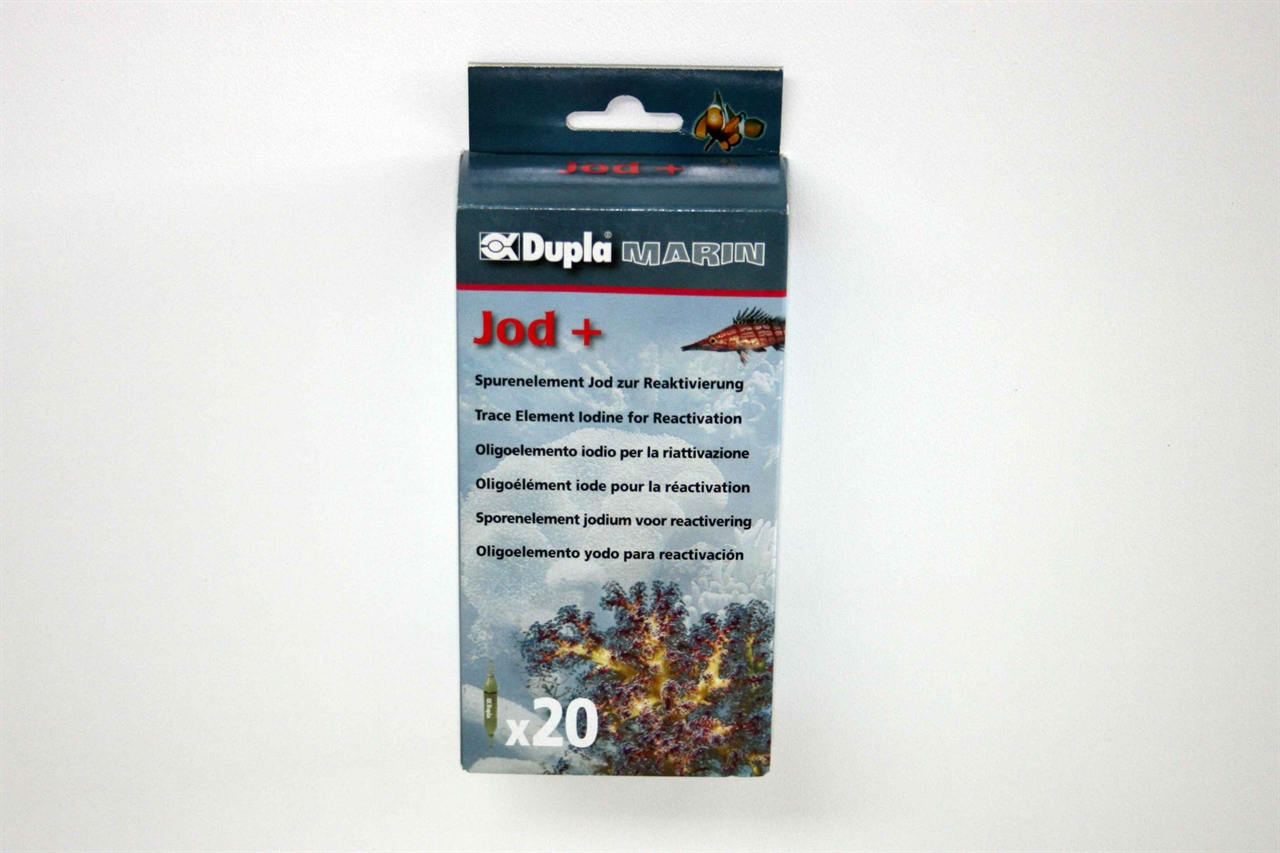 Jod +
Dupla® MARIN
Jod +
Spurenelement Jod zur Reaktivierung
Trace Element Iodine for Reactivation
Oligoelemento iodio per la riattivazione
Oligoélément iode pour la réactivation
Sporenelement jodium voor reactivering
Oligoelemento yodo para reactivación
Dupla
x20